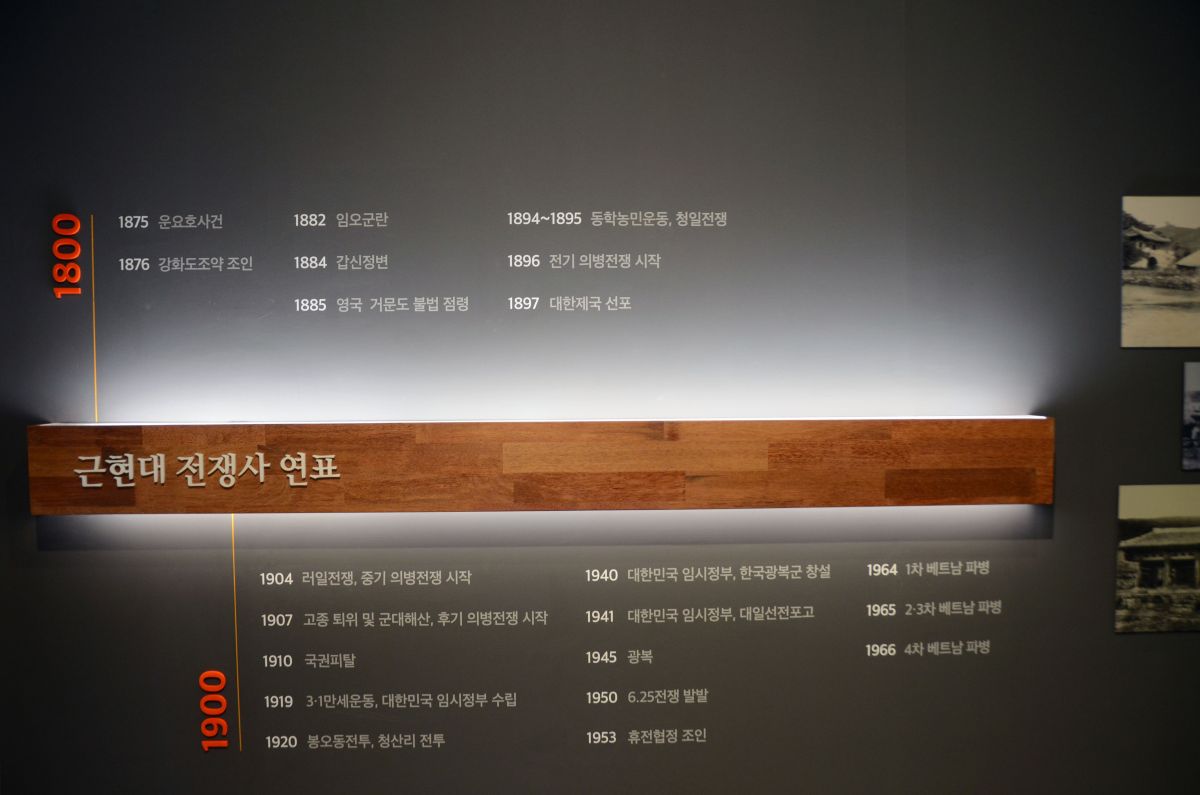 1800
1875 운요호사건
1876 강화도조약 조인
1882 임오군란
1884 갑신정변
1885 영국 거문도 불법 점령
1894~1895 동학농민운동, 청일전쟁
1896 전기 의병전쟁 시작
1897 대한제국 선포
근현대 전쟁사 연표
1900
1904 러일전쟁, 중기 의병전쟁 시작
1907 고종 퇴위 및 군대해산, 후기 의병전쟁 시작
1910 국권피탈
1919 3·1만세운동, 대한민국 임시정부 수립
1920 봉오동전투, 청산리 전투
1940 대한민국 임시정부, 한국광복군 창설
1941 대한민국 임시정부, 대일선전포고
1945 광복
1950 6.25전쟁 발발
1953 휴전협정 조인
1964 1차 베트남 파병
1965 2·3차 베트남 파병
1966 4차 베트남 파병